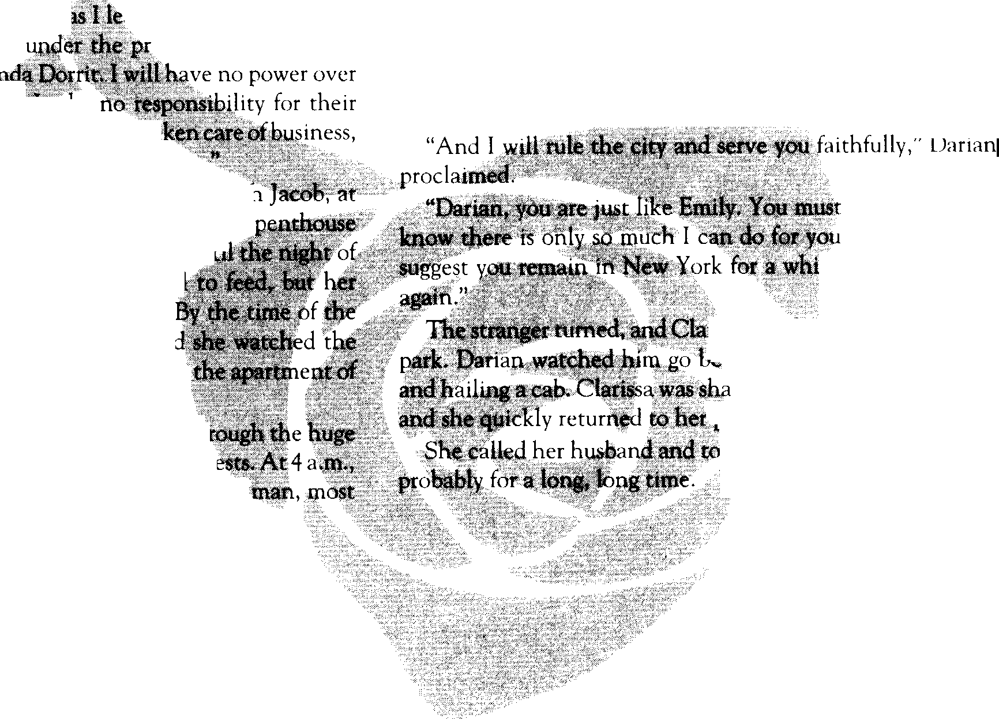 as I le
under the pr
nda Dorrit. I will have no power over
no responsibility for their
ken care of business,
”
Jacob, at
penthouse
the night of
to feed, but her
By the time of the
she watched the
the apartment of
rough the huge
ests. At 4 a.m.,
man, most
“And I will rule the city and serve you faithfully,” Darian
proclaimed.
“Darian, you are just like Emily. You must
know there is only so much I can do for you
suggest you remain in New York for a whi
again.”
The stranger turned, and Cla
park. Darian watched him go
and hailing a cab. Clarissa was sha
and she quickly returned to her
She called her husband and to
probably for a long, long time.